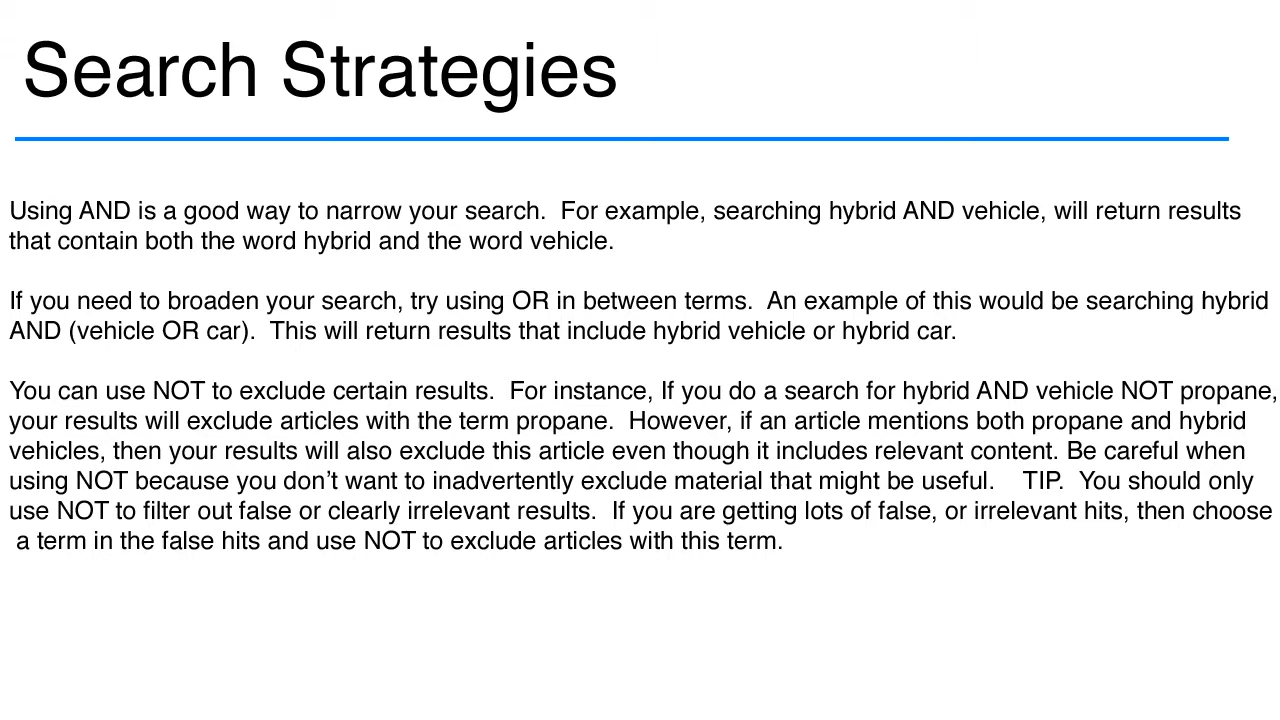 Search Strategies
Using AND is a good way to narrow your search.  For example, searching hybrid AND vehicle, will return results
that contain both the word hybrid and the word vehicle.
If you need to broaden your search, try using OR in between terms.  An example of this would be searching hybrid
AND (vehicle OR car).  This will return results that include hybrid vehicle or hybrid car.
You can use NOT to exclude certain results.  For instance, If you do a search for hybrid AND vehicle NOT propane,
your results will exclude articles with the term propane.  However, if an article mentions both propane and hybrid
vehicles, then your results will also exclude this article even though it includes relevant content. Be careful when
using NOT because you don’t want to inadvertently exclude material that might be useful.    TIP.  You should only
use NOT to filter out false or clearly irrelevant results.  If you are getting lots of false, or irrelevant hits, then choose
a term in the false hits and use NOT to exclude articles with this term.